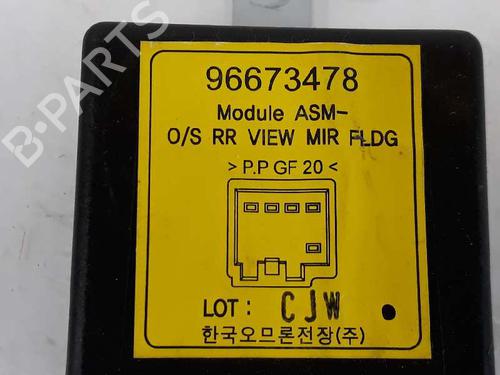 96673478
Module ASM-
O/S RR VIEW MIR FLDG
> P.P GF 20 <
LOT : CJW
한국오므론전장(주)
B-PARTS